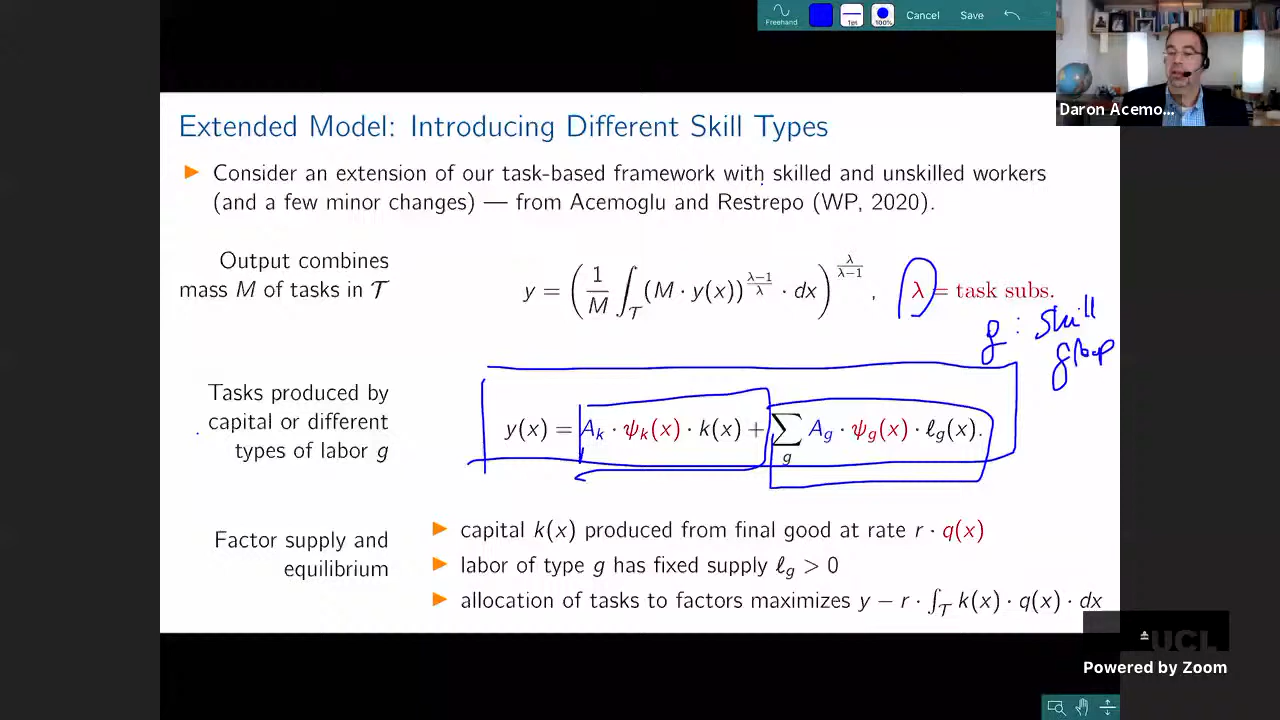 Freehand
1pt
100%
Cancel
Save
Daron Acemo...
Extended Model: Introducing Different Skill Types
Consider an extension of our task-based framework with skilled and unskilled workers
(and a few minor changes) — from Acemoglu and Restrepo (WP, 2020).
Output combines
mass M of tasks in 𝒯
y = ( 1/M ∫_𝒯 (M · y(x))^{λ−1/λ} · dx )^{λ/λ−1} , λ = task subs.
g : skill
group
Tasks produced by
capital or different
types of labor g
y(x) = A_k · ψ_k(x) · k(x) + ∑_g A_g · ψ_g(x) · ℓ_g(x).
Factor supply and
equilibrium
capital k(x) produced from final good at rate r · q(x)
labor of type g has fixed supply ℓ_g > 0
allocation of tasks to factors maximizes y − r · ∫_𝒯 k(x) · q(x) · dx
UCL
Powered by Zoom